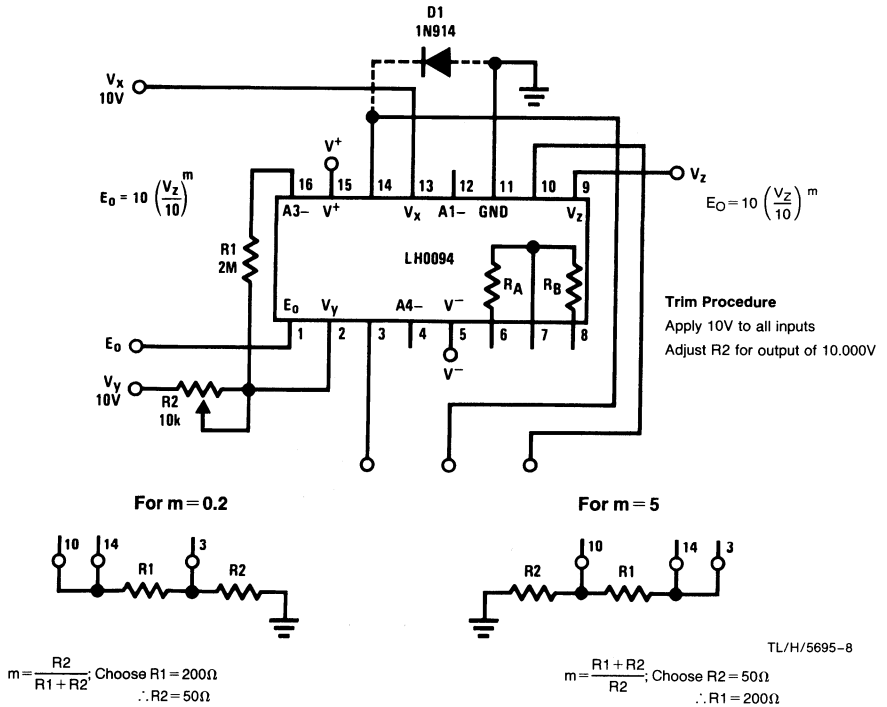 D1
1N914
Vx
10V
V+
16
15
14
13
12
11
10
9
Vz
Eo = 10 (Vz/10)^m
EO = 10 (VZ/10)^m
A3–
V+
Vx
A1–
GND
Vz
R1
2M
LH0094
RA
RB
Eo
Vy
A4–
V–
1
2
3
4
5
6
7
8
Trim Procedure
Apply 10V to all inputs
Adjust R2 for output of 10.000V
Eo
V–
Vy
10V
R2
10k
For m = 0.2
For m = 5
10
14
3
R1
R2
10
14
3
R2
R1
TL/H/5695–8
m = R2/(R1 + R2); Choose R1 = 200Ω
∴R2 = 50Ω
m = (R1 + R2)/R2; Choose R2 = 50Ω
∴R1 = 200Ω